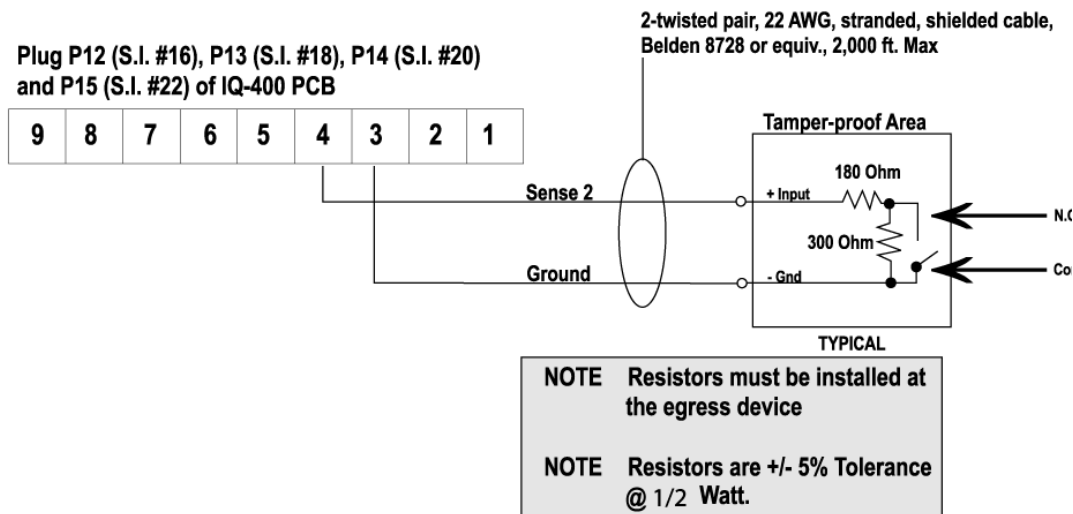 2-twisted pair, 22 AWG, stranded, shielded cable,
Belden 8728 or equiv., 2,000 ft. Max
Plug P12 (S.I. #16), P13 (S.I. #18), P14 (S.I. #20)
and P15 (S.I. #22) of IQ-400 PCB
9 8 7 6 5 4 3 2 1
Tamper-proof Area
180 Ohm
Sense 2
+ Input
300 Ohm
Ground
- Gnd
TYPICAL
NOTE Resistors must be installed at
the egress device
NOTE Resistors are +/- 5% Tolerance
@ 1/2 Watt.